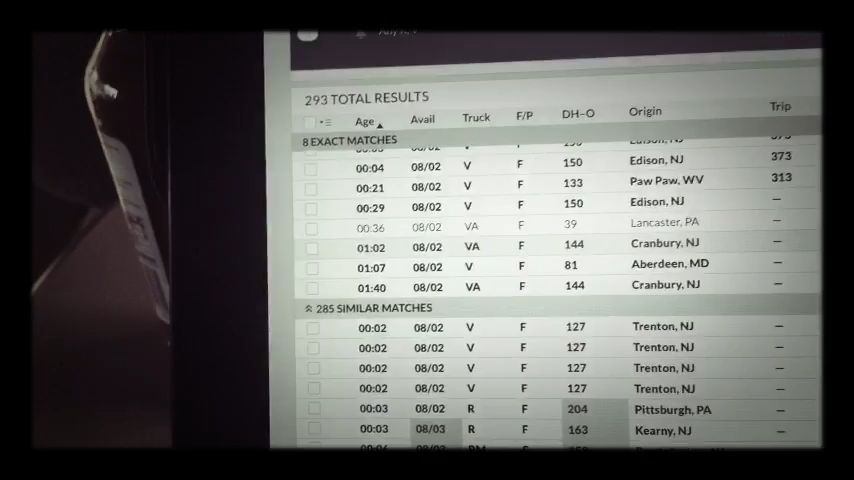 293 TOTAL RESULTS
Age Avail Truck F/P DH-O Origin Trip
8 EXACT MATCHES
00:04 08/02 V F 150 Edison, NJ 373
00:21 08/02 V F 133 Paw Paw, WV 313
00:29 08/02 V F 150 Edison, NJ —
00:36 08/02 VA F 39 Lancaster, PA —
01:02 08/02 VA F 144 Cranbury, NJ —
01:07 08/02 V F 81 Aberdeen, MD —
01:40 08/02 VA F 144 Cranbury, NJ —
285 SIMILAR MATCHES
00:02 08/02 V F 127 Trenton, NJ —
00:02 08/02 V F 127 Trenton, NJ —
00:02 08/02 V F 127 Trenton, NJ —
00:02 08/02 V F 127 Trenton, NJ —
00:03 08/02 R F 204 Pittsburgh, PA —
00:03 08/03 R F 163 Kearny, NJ —